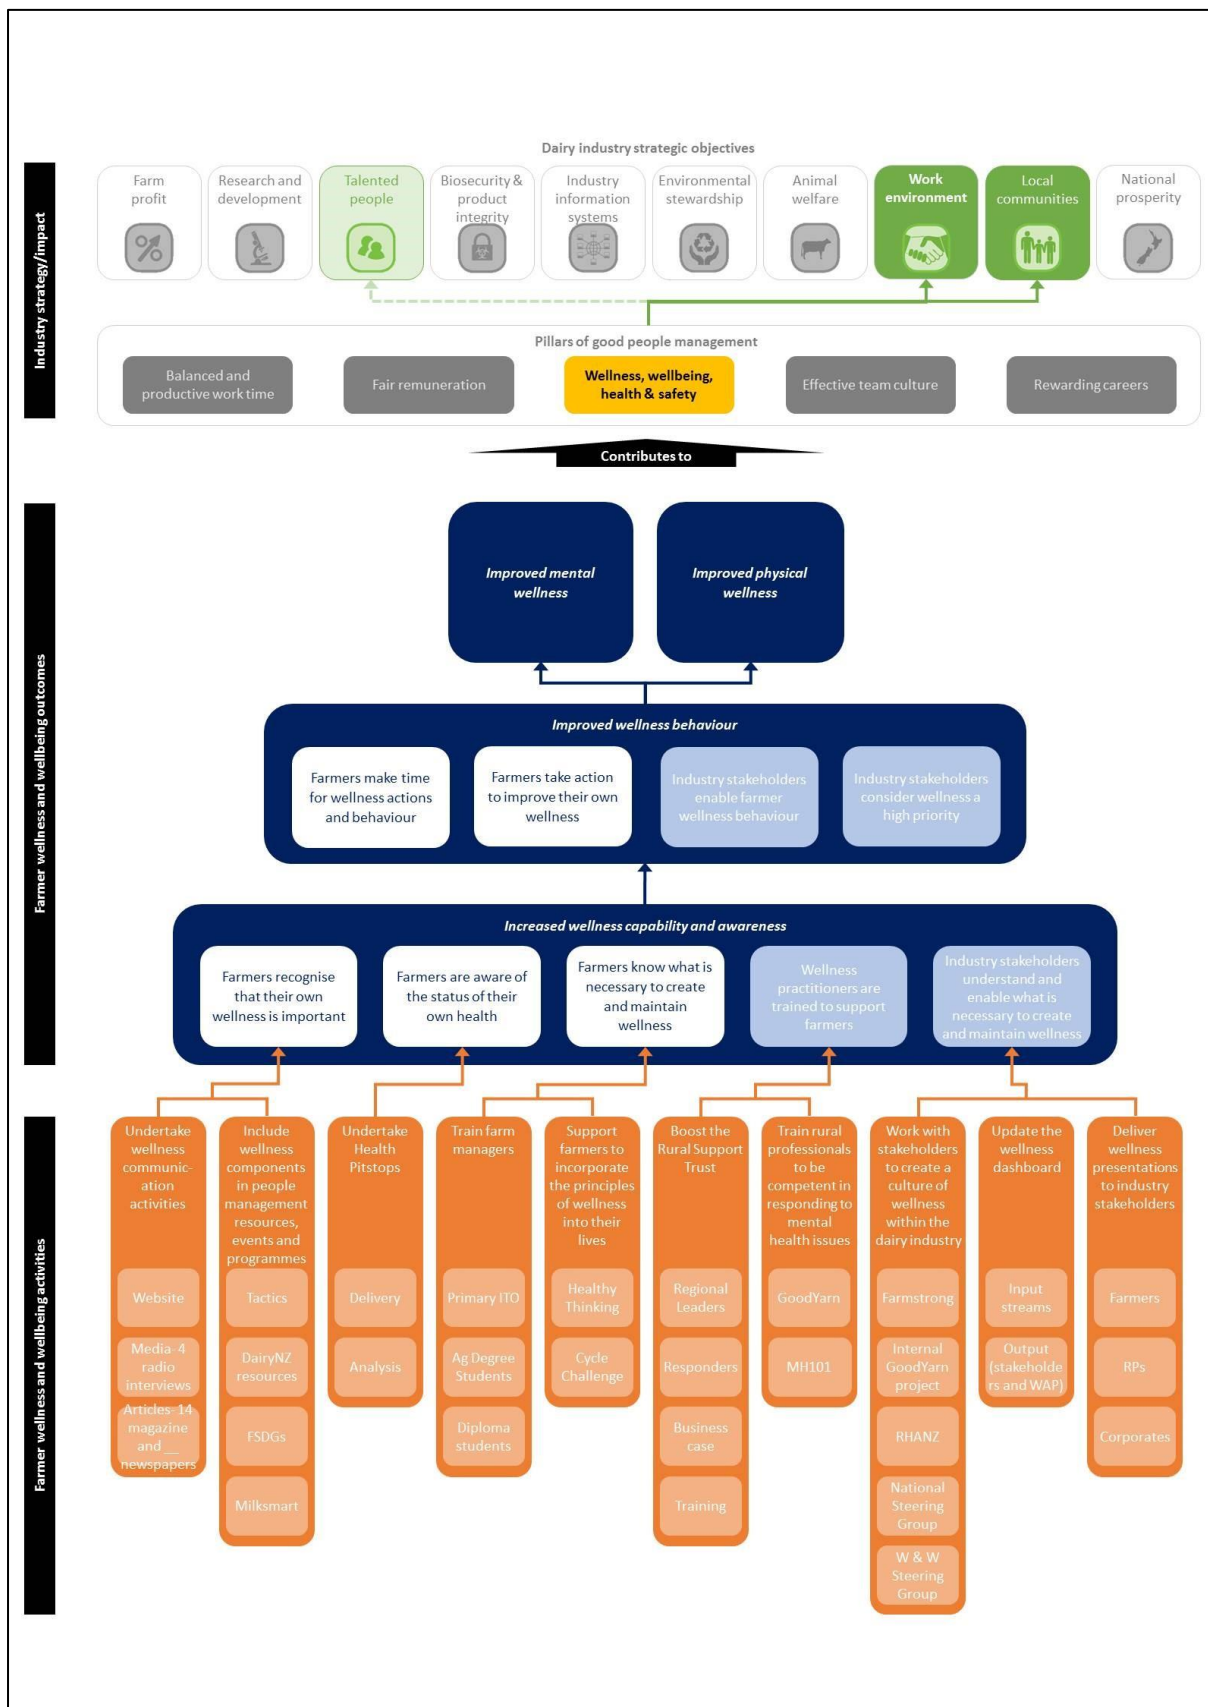 Dairy industry strategic objectives
Industry strategy/impact
Farm
profit
Research and
development
Talented
people
Biosecurity &
product
integrity
Industry
information
systems
Environmental
stewardship
Animal
welfare
Work
environment
Local
communities
National
prosperity
Pillars of good people management
Balanced and
productive work time
Fair remuneration
Wellness, wellbeing,
health & safety
Effective team culture
Rewarding careers
Contributes to
Farmer wellness and wellbeing outcomes
Improved mental
wellness
Improved physical
wellness
Improved wellness behaviour
Farmers make time
for wellness actions
and behaviour
Farmers take action
to improve their own
wellness
Industry stakeholders
enable farmer
wellness behaviour
Industry stakeholders
consider wellness a
high priority
Increased wellness capability and awareness
Farmers recognise
that their own
wellness is important
Farmers are aware of
the status of their
own health
Farmers know what is
necessary to create
and maintain
wellness
Wellness
practitioners are
trained to support
farmers
Industry stakeholders
understand and
enable what is
necessary to create
and maintain wellness
Farmer wellness and wellbeing activities
Undertake
wellness
communic-
ation
activities
Website
Media-4
radio
interviews
Articles-14
magazine
and __
newspapers
Include
wellness
components
in people
management
resources,
events and
programmes
Tactics
DairyNZ
resources
FSDGs
Milksmart
Undertake
Health
Pitstops
Delivery
Analysis
Train farm
managers
Primary ITO
Ag Degree
Students
Diploma
students
Support
farmers to
incorporate
the principles
of wellness
into their
lives
Healthy
Thinking
Cycle
Challenge
Boost the
Rural Support
Trust
Regional
Leaders
Responders
Business
case
Training
Train rural
professionals
to be
competent in
responding to
mental
health issues
GoodYarn
MH101
Work with
stakeholders
to create a
culture of
wellness
within the
dairy industry
Farmstrong
Internal
GoodYarn
project
RHANZ
National
Steering
Group
W & W
Steering
Group
Update the
wellness
dashboard
Input
streams
Output
(stakeholde
rs and WAP)
Deliver
wellness
presentations
to industry
stakeholders
Farmers
RPs
Corporates